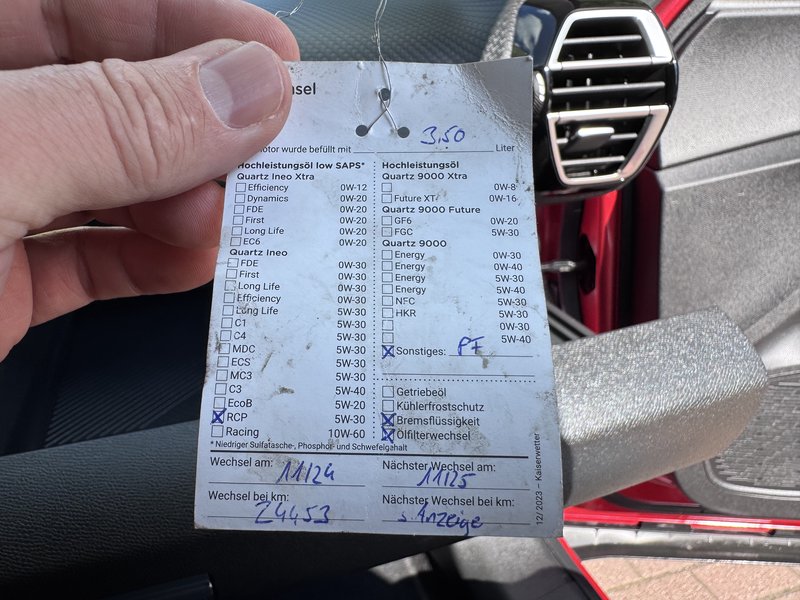 hsel
otor wurde befüllt mit 3,50 Liter
Hochleistungsöl low SAPS*
Quartz Ineo Xtra
Efficiency 0W-12
Dynamics 0W-20
FDE 0W-20
First 0W-20
Long Life 0W-20
EC6 0W-20
Quartz Ineo
FDE 0W-30
First 0W-30
Long Life 0W-30
Efficiency 0W-30
Long Life 5W-30
C1 5W-30
C4 5W-30
MDC 5W-30
ECS 5W-30
MC3 5W-30
C3 5W-40
EcoB 5W-20
RCP 5W-30
Racing 10W-60
* Niedriger Sulfatasche-, Phosphor- und Schwefelgehalt
Hochleistungsöl
Quartz 9000 Xtra
0W-8
Future XT 0W-16
Quartz 9000 Future
GF6 0W-20
FGC 5W-30
Quartz 9000
Energy 0W-30
Energy 0W-40
Energy 5W-30
Energy 5W-40
NFC 5W-30
HKR 5W-30
0W-30
5W-40
Sonstiges: PF
Getriebeöl
Kühlerfrostschutz
Bremsflüssigkeit
Ölfilterwechsel
Wechsel am: 11/24
Nächster Wechsel am: 11/25
Wechsel bei km: 24453
Nächster Wechsel bei km: s. Anzeige
12/2023 – Kaiserwetter